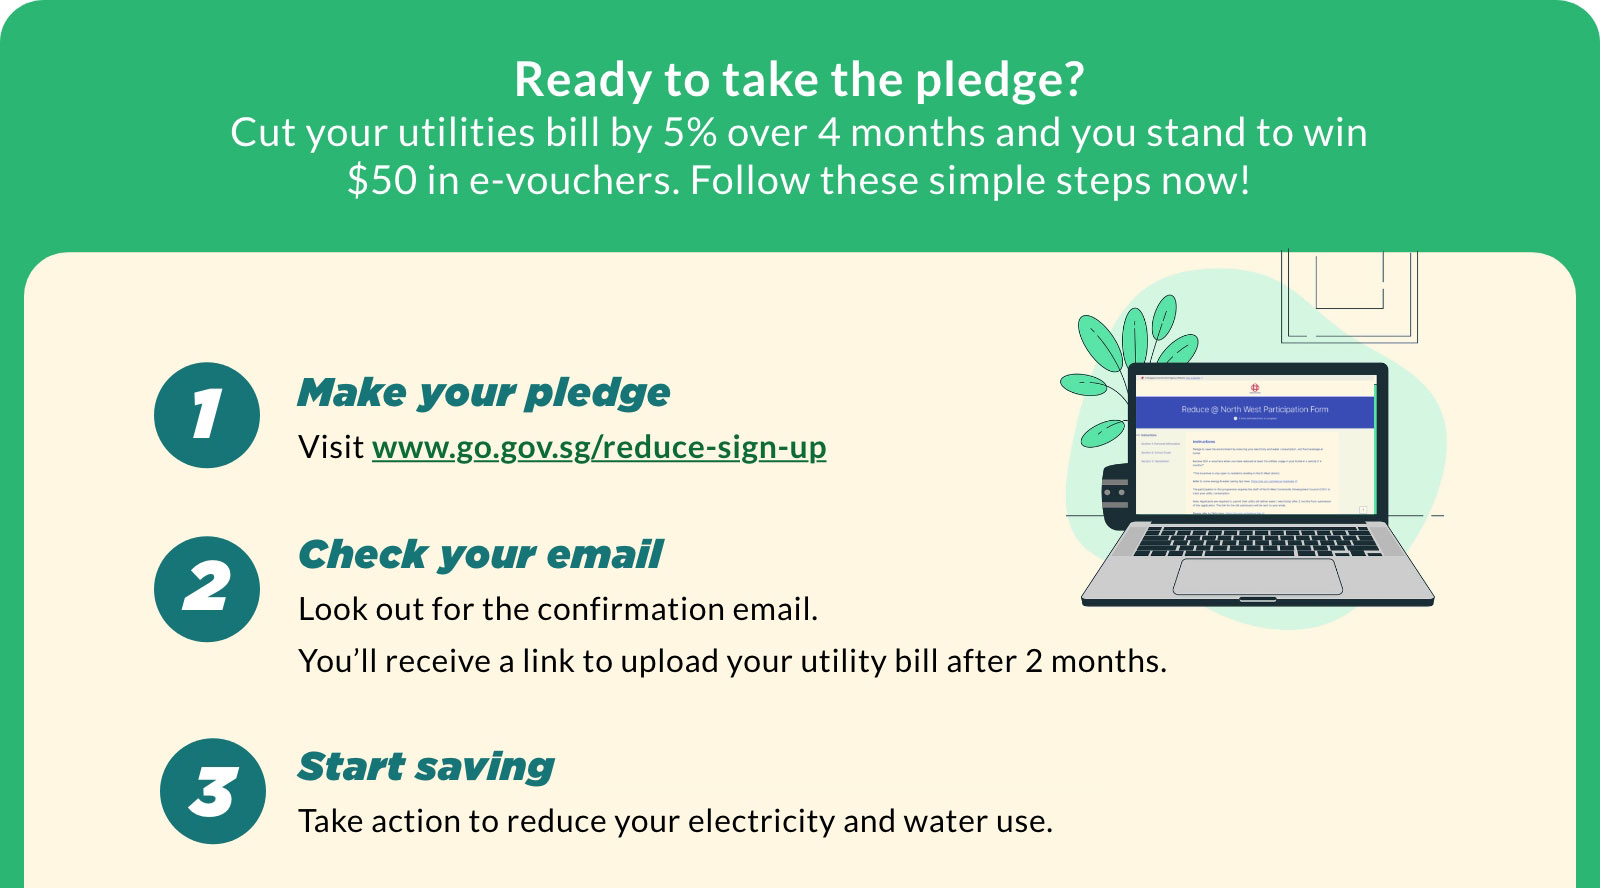 Ready to take the pledge?
Cut your utilities bill by 5% over 4 months and you stand to win
$50 in e-vouchers. Follow these simple steps now!
Reduce @ North West Participation Form
Instructions
1
Make your pledge
Visit www.go.gov.sg/reduce-sign-up
2
Check your email
Look out for the confirmation email.
You’ll receive a link to upload your utility bill after 2 months.
3
Start saving
Take action to reduce your electricity and water use.